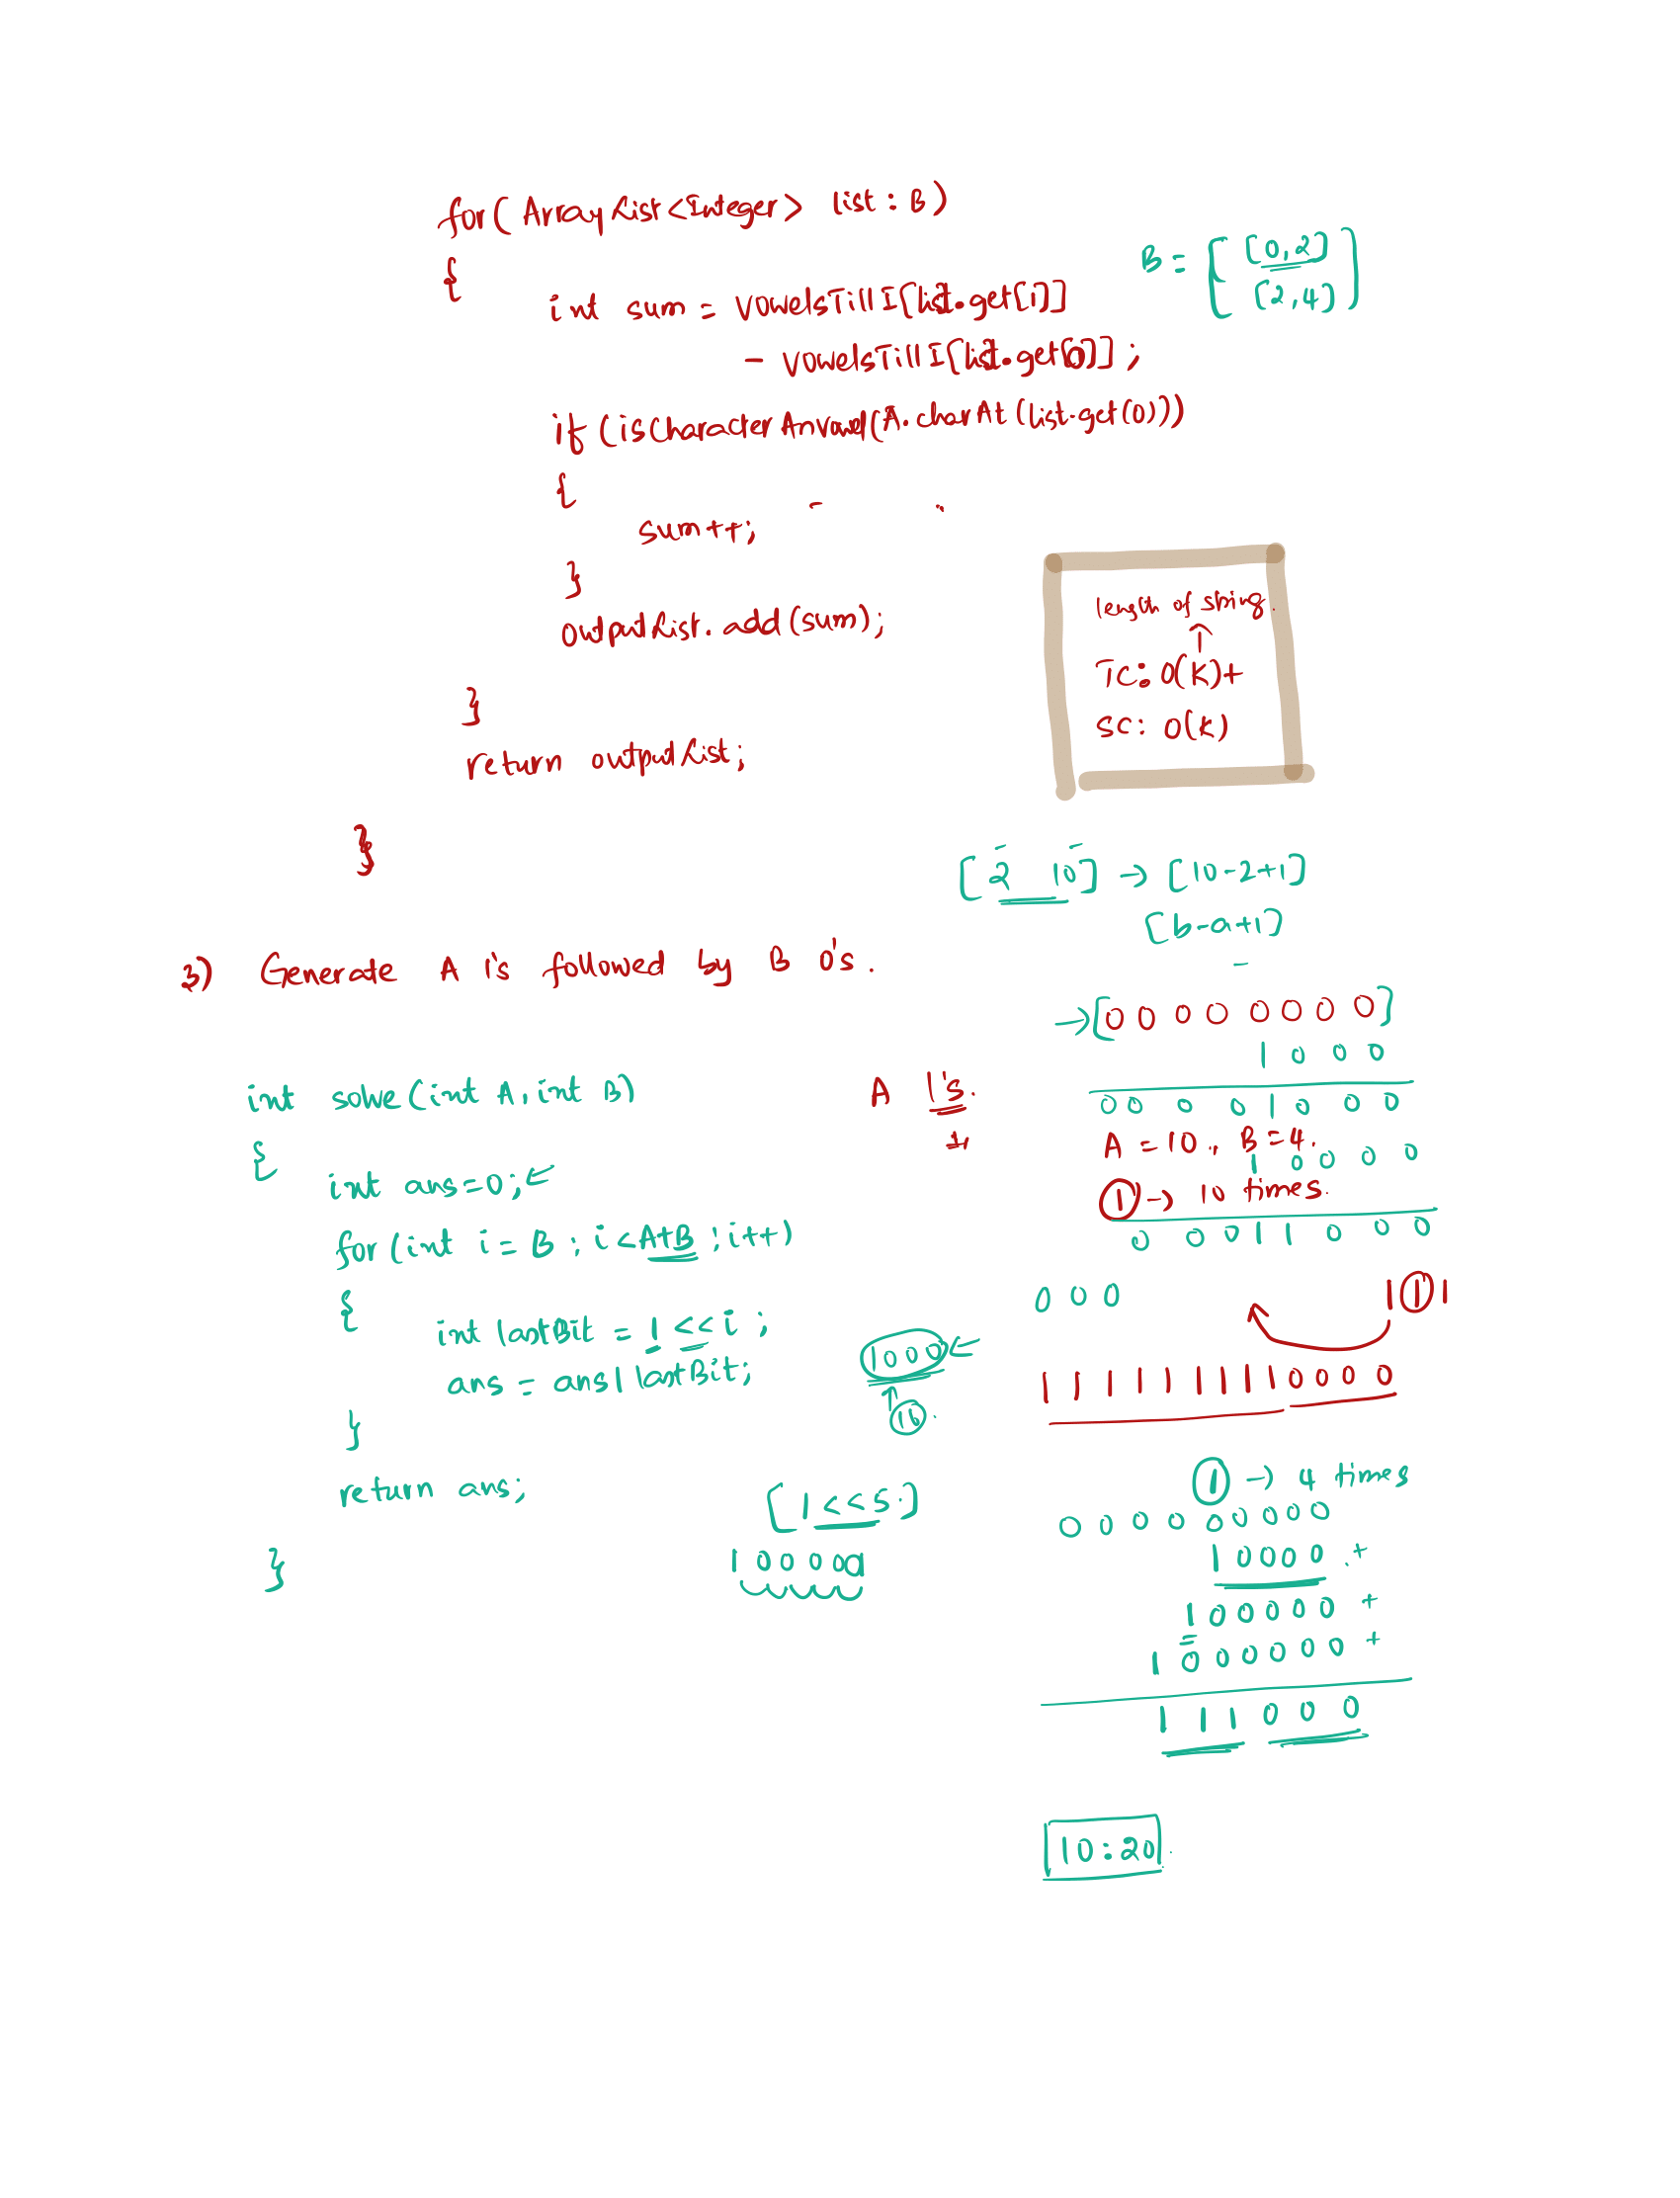 for( ArrayList<Integer> list : B)
{
B = [ [0,2]
[2,4] ]
int sum = VowelsTillI[list.get[1]]
- VowelsTillI[list.get[0]] ;
if (isCharacterAnVowel(A.charAt(list.get(0)))
{
sum++;
}
outputList.add(sum);
}
return outputList;
}
length of string.
↑
TC: O(K)+
SC: O(K)
[2 10] → [10-2+1]
[b-a+1]
3) Generate A 1's followed by B 0's.
int solve(int A, int B)
{
int ans=0; ←
for(int i = B ; i <A+B ; i++)
{
int lastBit = 1 << i ;
ans = ans | lastBit;
}
return ans;
}
A 1's.
1
1000 ←
↑
16.
[1<<5.]
→[0 0 0 0 0 0 0 0]
1 0 0 0
0 0 0 0 1 0 0 0
A = 10., B=4.
1 0 0 0 0
1 → 10 times.
0 0 0 1 1 0 0 0
0 0 0
1 1 1
1 1 1 1 1 1 1 1 0 0 0 0
1 → 4 times
0 0 0 0 0 0 0 0 0
1 0 0 0 0 . +
1 0 0 0 0 0 +
1 0 0 0 0 0 0 +
1 1 1 0 0 0
10:20